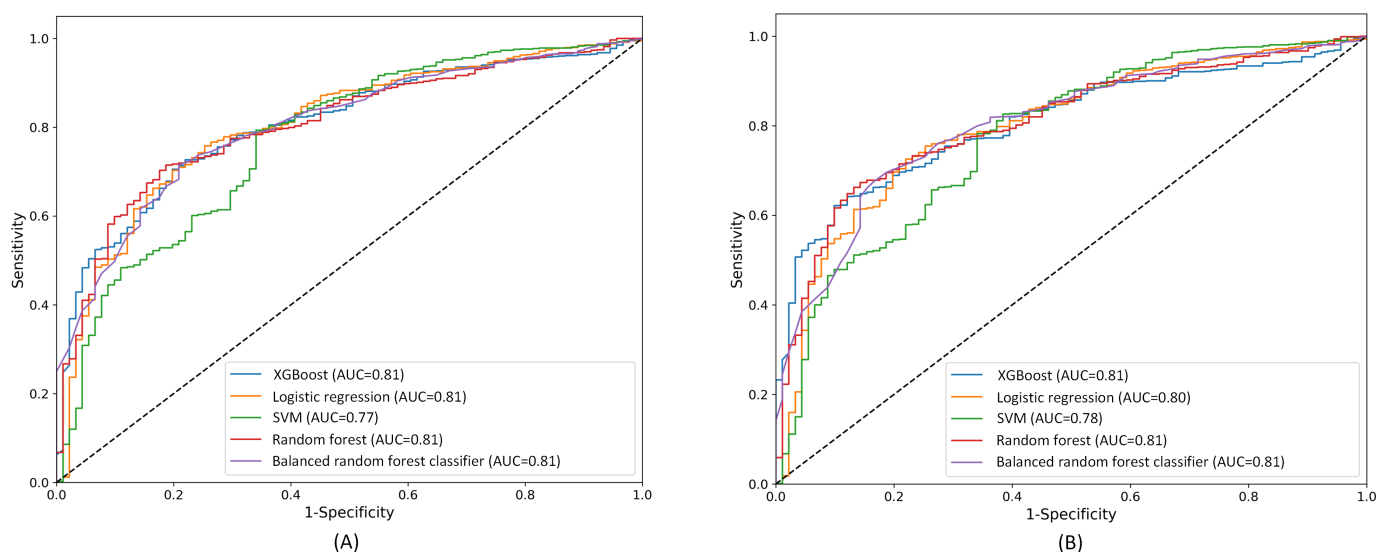 1.0
0.8
0.6
0.4
0.2
0.0
Sensitivity
0.0 0.2 0.4 0.6 0.8 1.0
1-Specificity
XGBoost (AUC=0.81)
Logistic regression (AUC=0.81)
SVM (AUC=0.77)
Random forest (AUC=0.81)
Balanced random forest classifier (AUC=0.81)
(A)
1.0
0.8
0.6
0.4
0.2
0.0
Sensitivity
0.0 0.2 0.4 0.6 0.8 1.0
1-Specificity
XGBoost (AUC=0.81)
Logistic regression (AUC=0.80)
SVM (AUC=0.78)
Random forest (AUC=0.81)
Balanced random forest classifier (AUC=0.81)
(B)